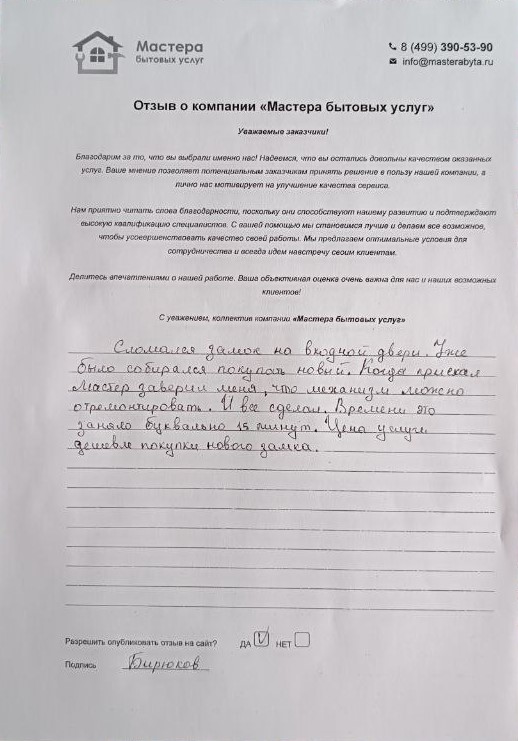 Мастера
бытовых услуг
8 (499) 390-53-90
info@masterabyta.ru
Отзыв о компании «Мастера бытовых услуг»
Уважаемые заказчики!
Благодарим за то, что вы выбрали именно нас! Надеемся, что вы остались довольны качеством оказанных
услуг. Ваше мнение позволяет потенциальным заказчикам принять решение в пользу нашей компании, а
лично нас мотивирует на улучшение качества сервиса.
Нам приятно читать слова благодарности, поскольку они способствуют нашему развитию и подтверждают
высокую квалификацию специалистов. С вашей помощью мы становимся лучше и делаем все возможное,
чтобы усовершенствовать качество своей работы. Мы предлагаем оптимальные условия для
сотрудничества и всегда идем навстречу своим клиентам.
Делитесь впечатлениями о нашей работе. Ваша объективная оценка очень важна для нас и наших возможных
клиентов!
С уважением, коллектив компании «Мастера бытовых услуг»
Сломался замок на входной двери. Уже
было собирался покупать новый. Когда приехал
мастер заверил меня, что механизм можно
отремонтировать. И все сделал. Времени это
заняло буквально 15 минут. Цена услуги
дешевле покупки нового замка.
Разрешить опубликовать отзыв на сайт? ДА V НЕТ
Подпись Бирюков